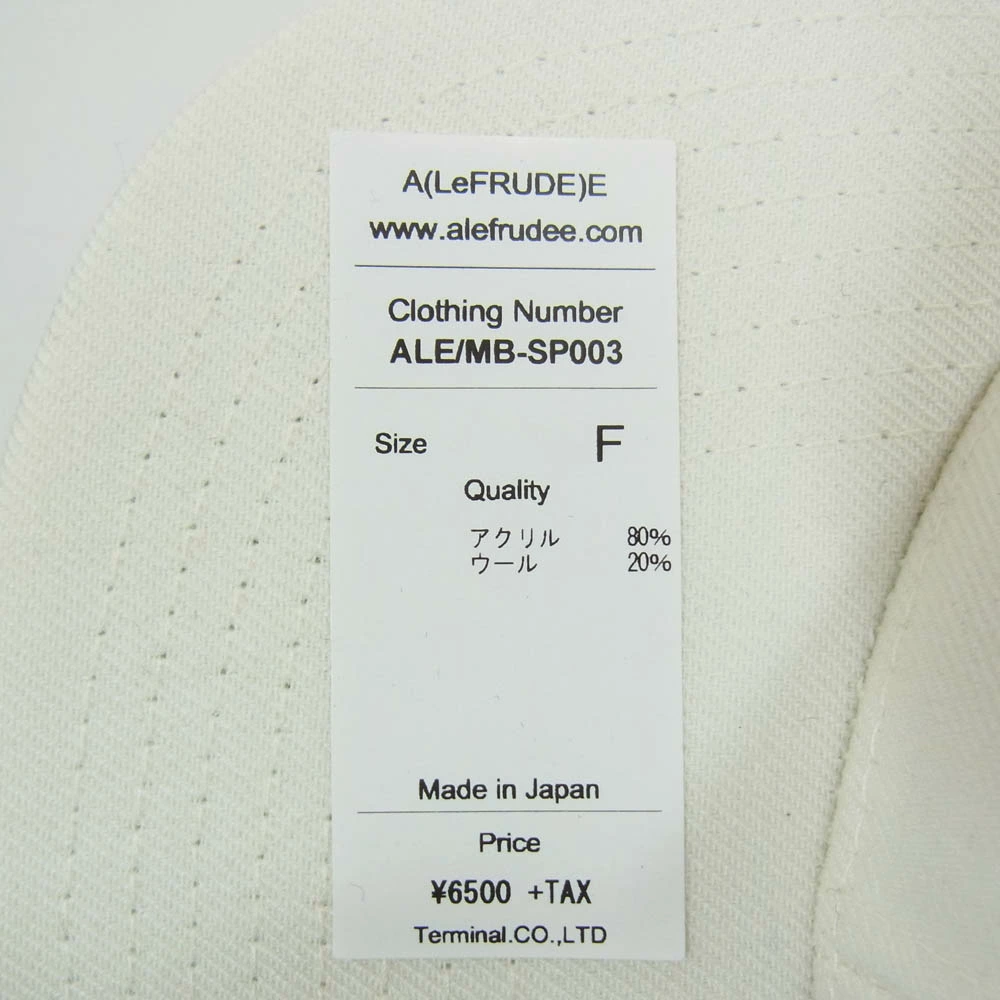 A(LeFRUDE)E
www.alefrudee.com
Clothing Number
ALE/MB-SP003
Size F
Quality
アクリル 80%
ウール 20%
Made in Japan
Price
¥6500 +TAX
Terminal.CO.,LTD